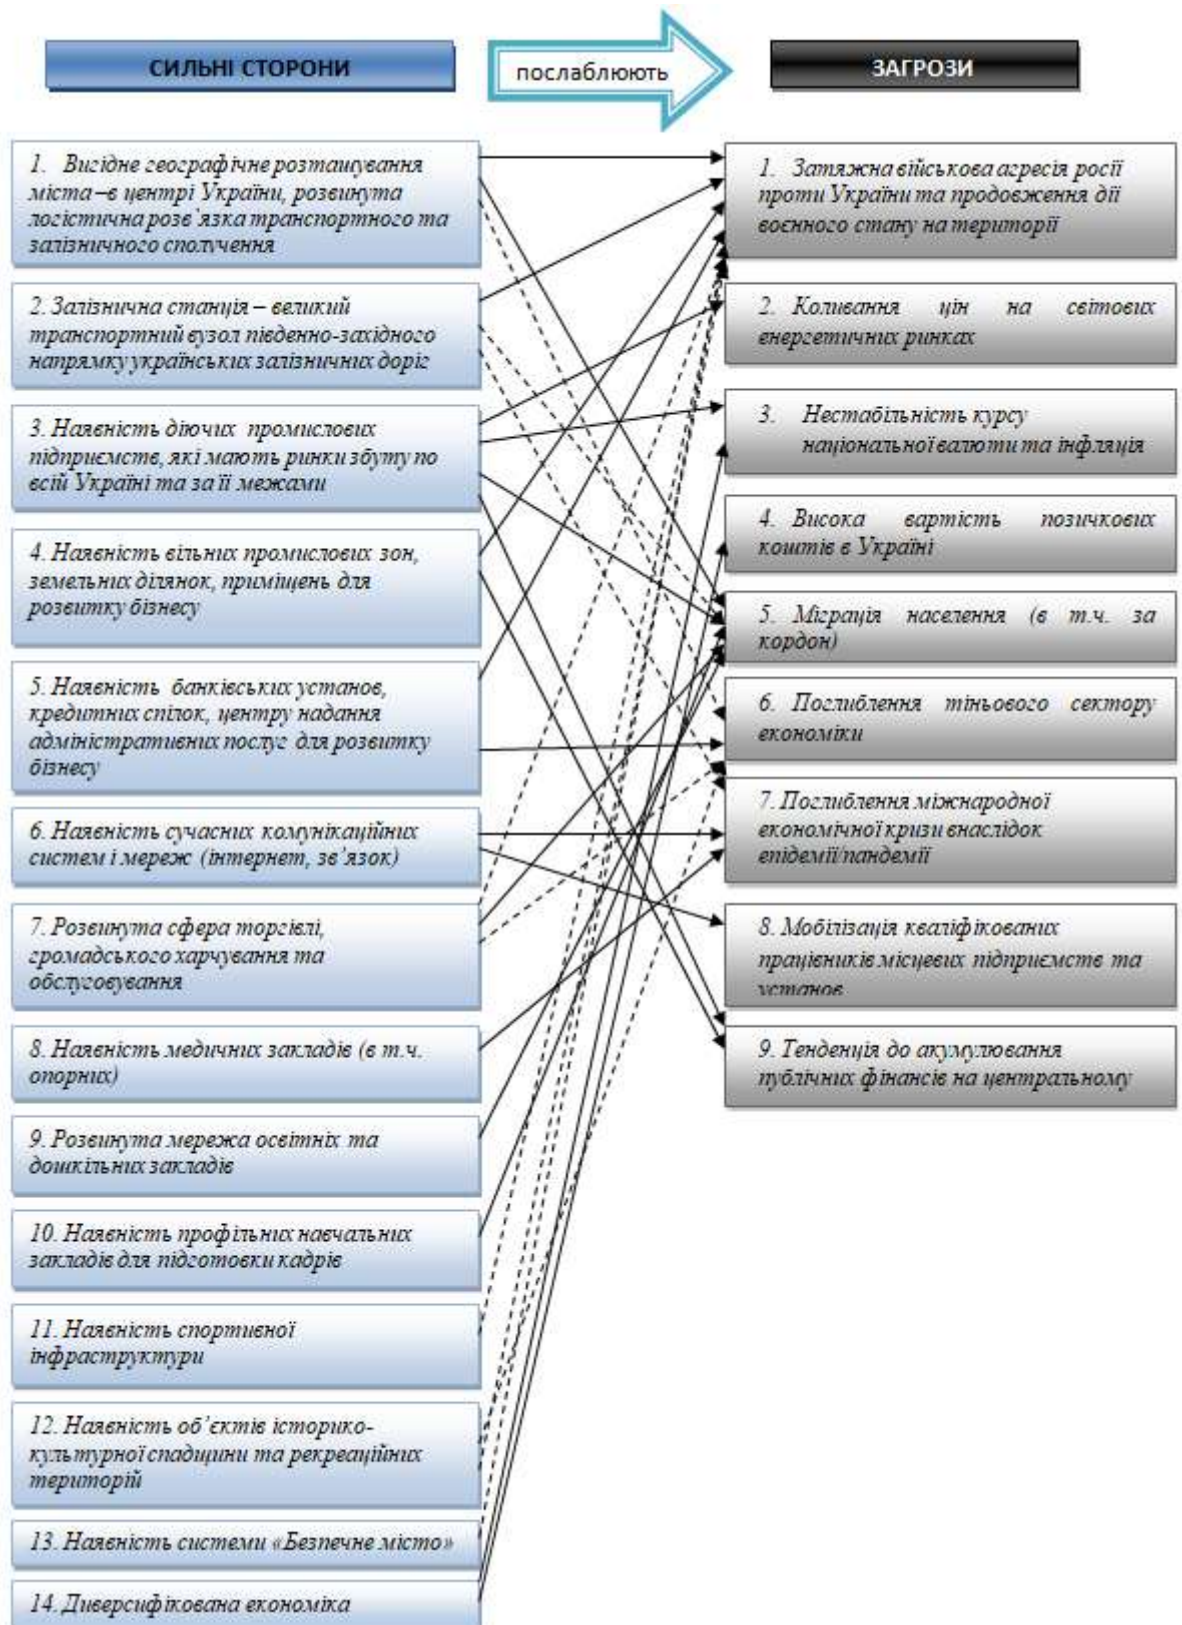 СИЛЬНІ СТОРОНИ
послаблюють
ЗАГРОЗИ
1. Вигідне географічне розташування
міста –в центрі України, розвинута
логістична розв’язка транспортного та
залізничного сполучення
2. Залізнична станція – великий
транспортний вузол південно-західного
напрямку українських залізничних доріг
3. Наявність діючих промислових
підприємств, які мають ринки збуту по
всій Україні та за її межами
4. Наявність вільних промислових зон,
земельних ділянок, приміщень для
розвитку бізнесу
5. Наявність банківських установ,
кредитних спілок, центру надання
адміністративних послуг для розвитку
бізнесу
6. Наявність сучасних комунікаційних
систем і мереж (інтернет, зв’язок)
7. Розвинута сфера торгівлі,
громадського харчування та
обслуговування
8. Наявність медичних закладів (в т.ч.
опорних)
9. Розвинута мережа освітніх та
дошкільних закладів
10. Наявність профільних навчальних
закладів для підготовки кадрів
11. Наявність спортивної
інфраструктури
12. Наявність об’єктів історико-
культурної спадщини та рекреаційних
територій
13. Наявність системи «Безпечне місто»
14. Диверсифікована економіка
1. Затяжна військова агресія росії
проти України та продовження дії
воєнного стану на території
2. Коливання цін на світових
енергетичних ринках
3. Нестабільність курсу
національної валюти та інфляція
4. Висока вартість позичкових
коштів в Україні
5. Міграція населення (в т.ч. за
кордон)
6. Поглиблення тіньового сектору
економіки
7. Поглиблення міжнародної
економічної кризи внаслідок
епідемії/пандемії
8. Мобілізація кваліфікованих
працівників місцевих підприємств та
установ
9. Тенденція до акумулювання
публічних фінансів на центральному